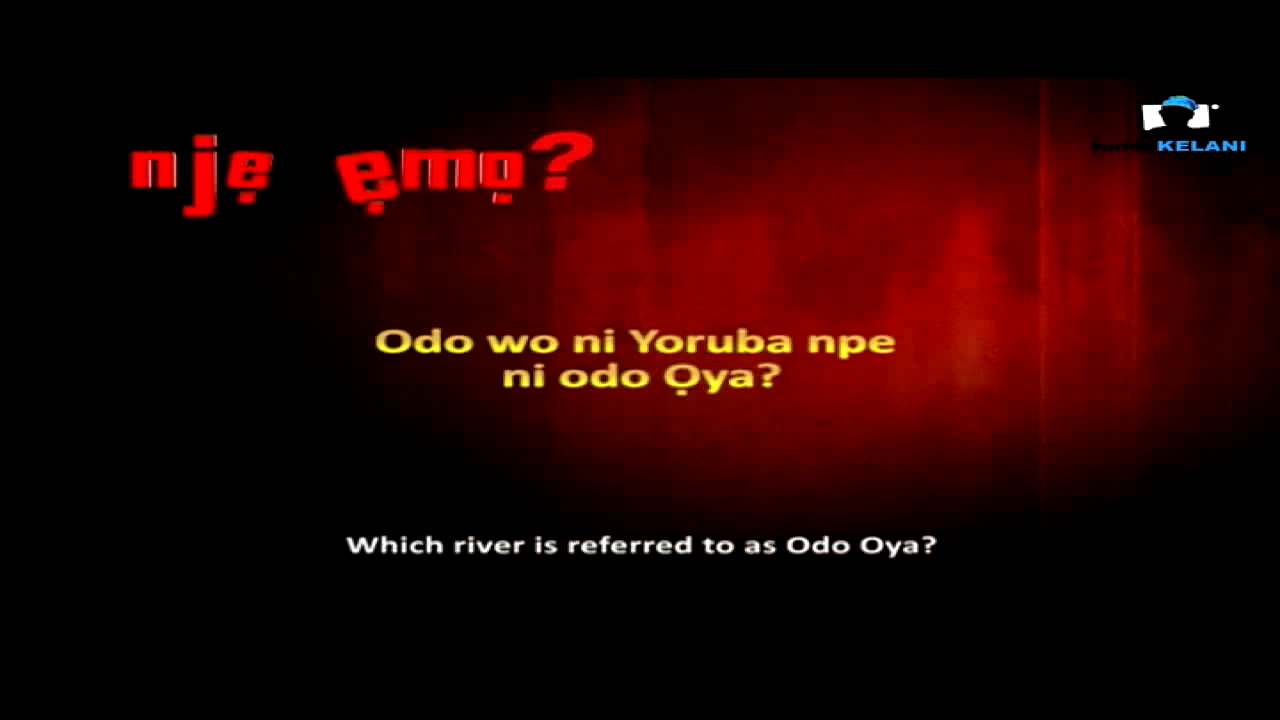 njẹ ẹmọ?
KELANI
Odo wo ni Yoruba npe
ni odo Ọya?
Which river is referred to as Odo Oya?